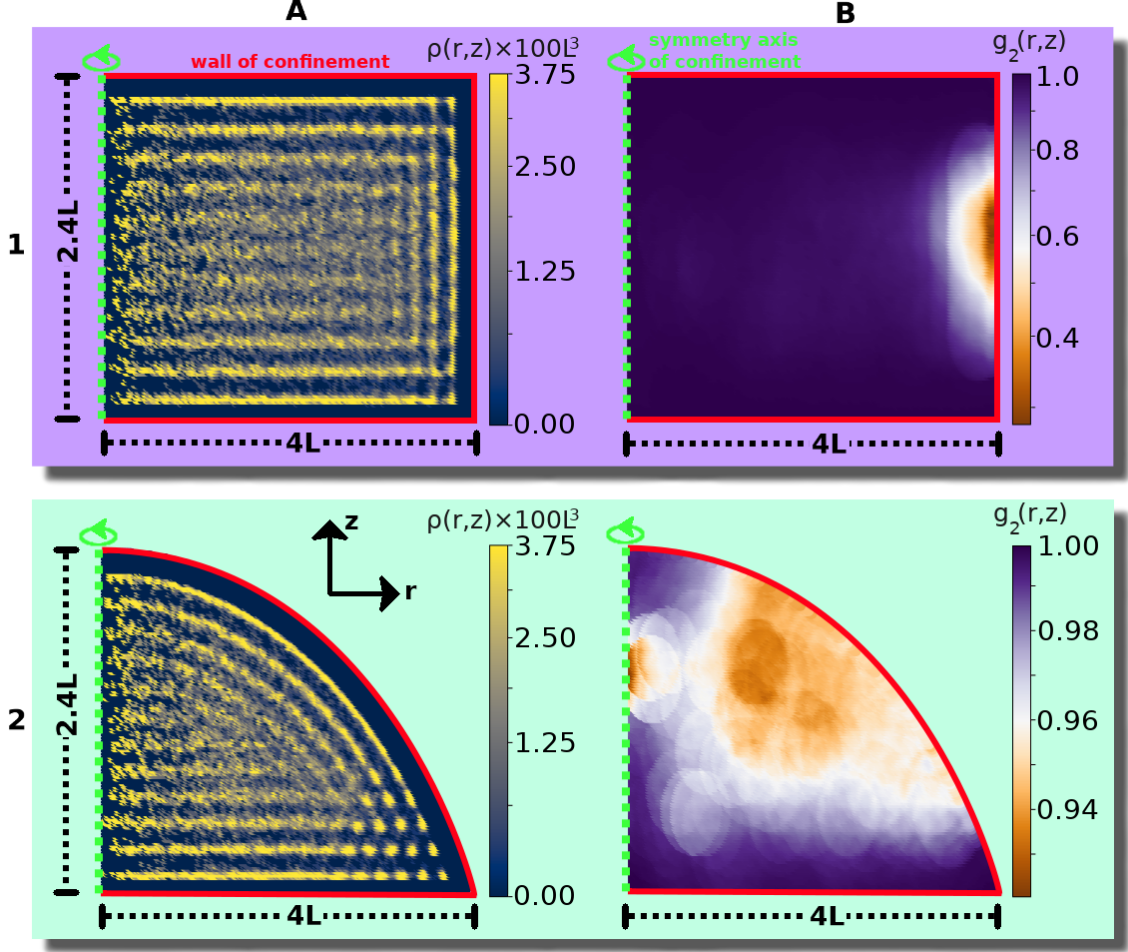 A
B
wall of confinement
ρ(r,z)×100L³
symmetry axis
of confinement
g₂(r,z)
3.75
2.50
1.25
0.00
1.0
0.8
0.6
0.4
1
2.4L
4L
4L
ρ(r,z)×100L³
g₂(r,z)
z
r
3.75
2.50
1.25
0.00
1.00
0.98
0.96
0.94
2
2.4L
4L
4L